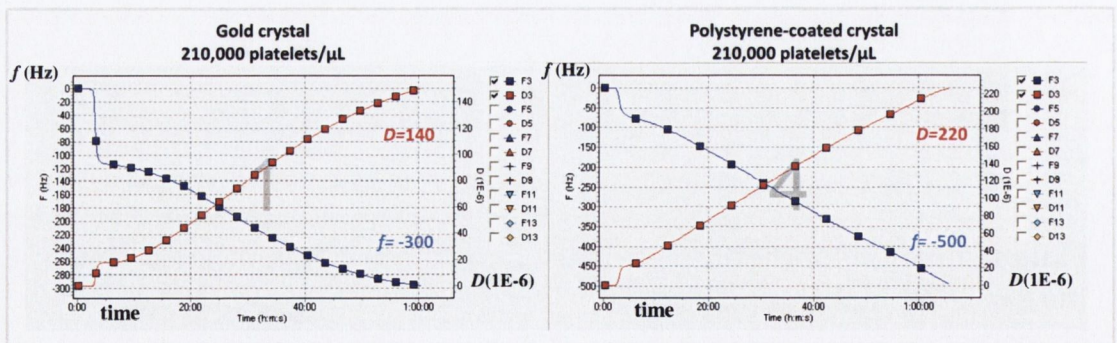 Gold crystal
210,000 platelets/µL
f (Hz)
0
-20
-40
-60
-80
-100
-120
-140
-160
-180
-200
-220
-240
-260
-280
-300
F (Hz)
D=140
f= -300
1
140
120
100
80
60
40
20
0
D (1E-6)
D(1E-6)
0:00
20:00
40:00
1:00:00
time
Time (h:m:s)
F3
D3
F5
D5
F7
D7
F9
D9
F11
D11
F13
D13
Polystyrene-coated crystal
210,000 platelets/µL
f (Hz)
0
-50
-100
-150
-200
-250
-300
-350
-400
-450
-500
F (Hz)
D=220
f= -500
4
220
200
180
160
140
120
100
80
60
40
20
0
D (1E-6)
D(1E-6)
0:00
20:00
40:00
1:00:00
time
Time (h:m:s)
F3
D3
F5
D5
F7
D7
F9
D9
F11
D11
F13
D13